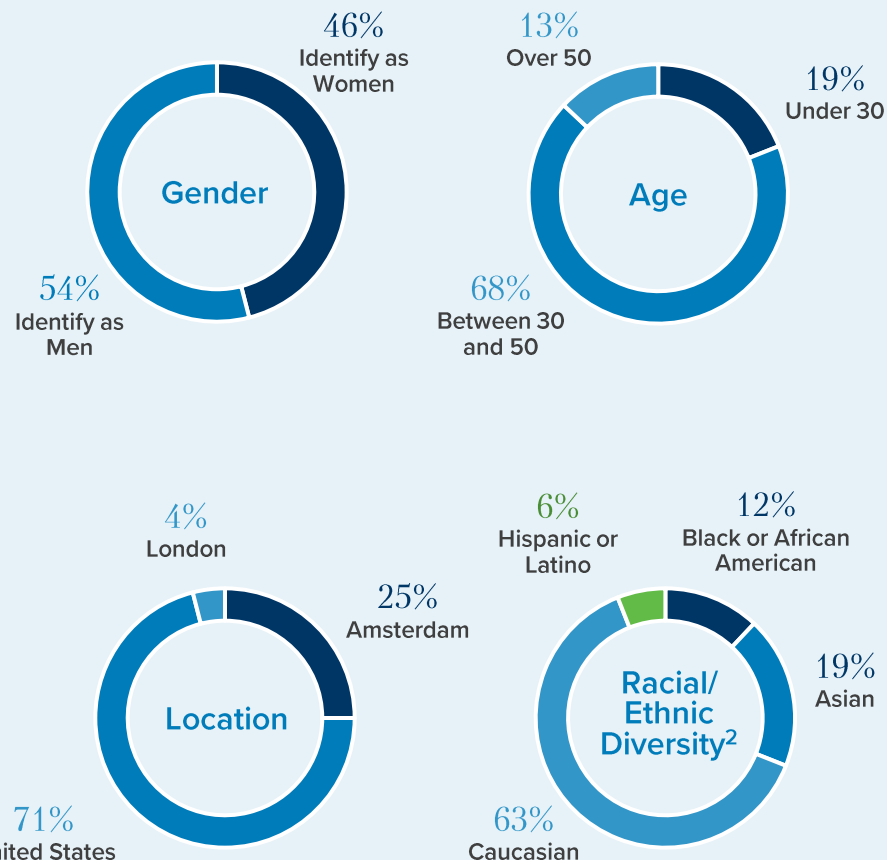 46%
Identify as
Women
Gender
54%
Identify as
Men
13%
Over 50
19%
Under 30
Age
68%
Between 30
and 50
4%
London
25%
Amsterdam
Location
71%
States
6%
Hispanic or
Latino
12%
Black or African
American
19%
Asian
Racial/
Ethnic
Diversity²
63%
Caucasian